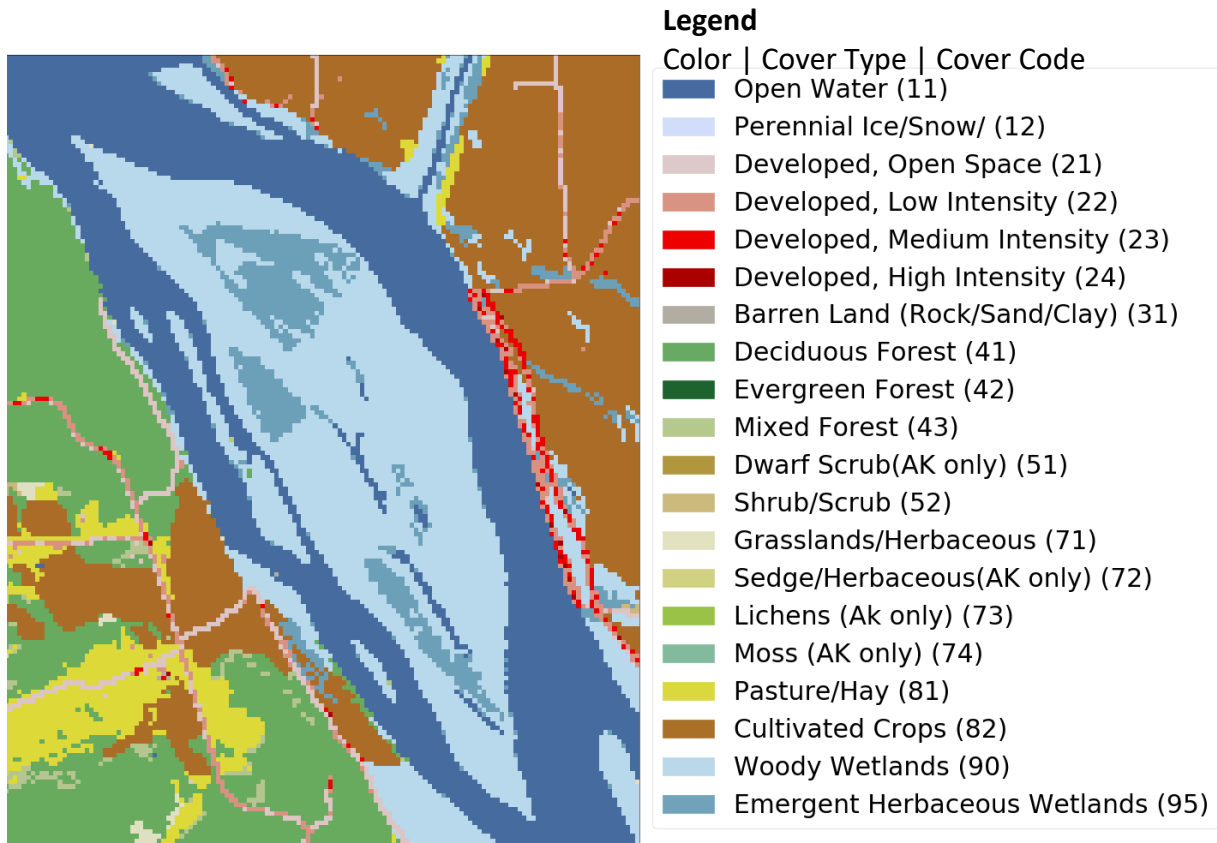 Legend
Color | Cover Type | Cover Code
Open Water (11)
Perennial Ice/Snow/ (12)
Developed, Open Space (21)
Developed, Low Intensity (22)
Developed, Medium Intensity (23)
Developed, High Intensity (24)
Barren Land (Rock/Sand/Clay) (31)
Deciduous Forest (41)
Evergreen Forest (42)
Mixed Forest (43)
Dwarf Scrub(AK only) (51)
Shrub/Scrub (52)
Grasslands/Herbaceous (71)
Sedge/Herbaceous(AK only) (72)
Lichens (Ak only) (73)
Moss (AK only) (74)
Pasture/Hay (81)
Cultivated Crops (82)
Woody Wetlands (90)
Emergent Herbaceous Wetlands (95)